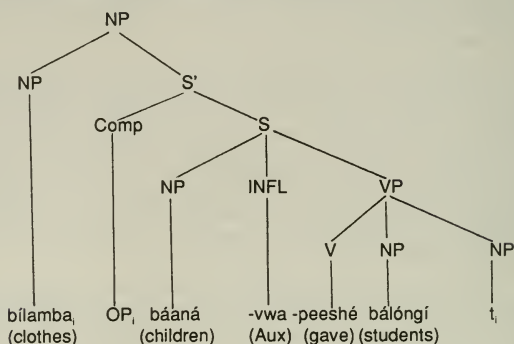 NP
NP S'
Comp S
NP INFL VP
V NP NP
bílambaᵢ OPᵢ báaná -vwa -peeshé bálóngí tᵢ
(clothes) (children) (Aux) (gave) (students)